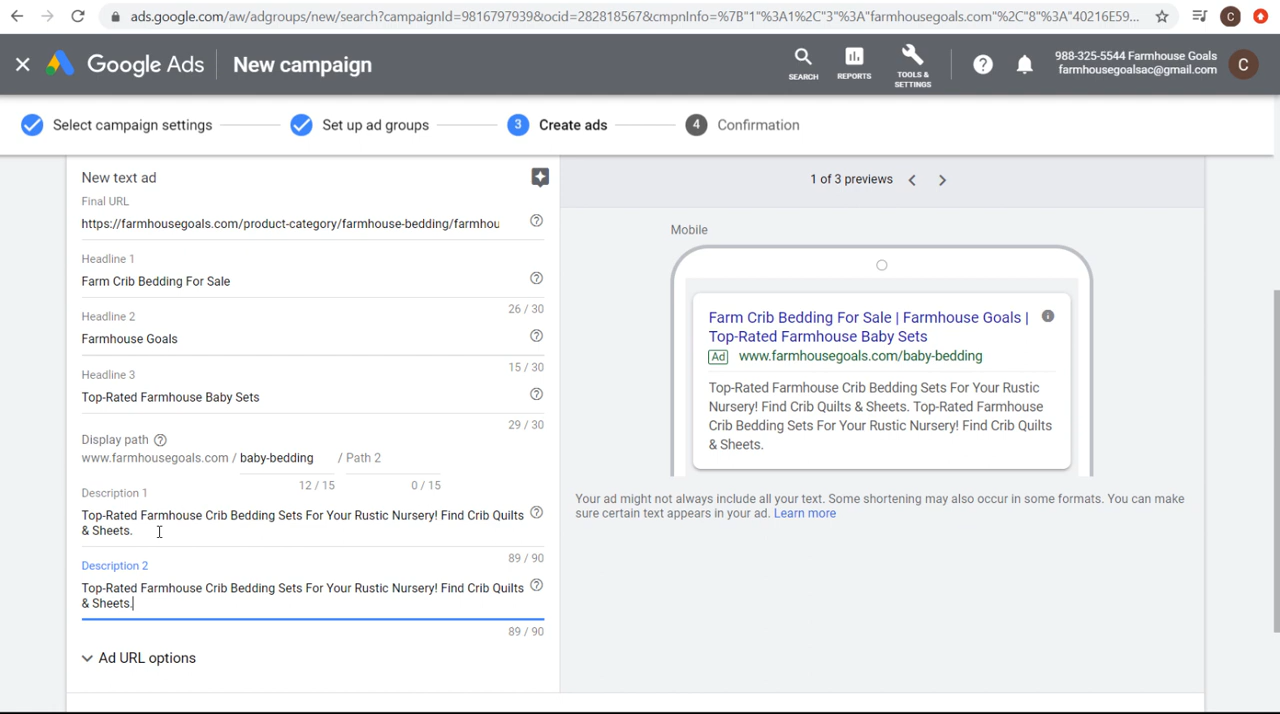 ads.google.com/aw/adgroups/new/search?campaignId=9816797939&ocid=282818567&cmpnInfo=%7B"1"%3A1%2C"3"%3A"farmhousegoals.com"%2C"8"%3A"40216E59...
C
Google Ads
New campaign
SEARCH
REPORTS
TOOLS &
SETTINGS
988-325-5544 Farmhouse Goals
farmhousegoalsac@gmail.com
C
Select campaign settings
Set up ad groups
3 Create ads
4 Confirmation
New text ad
Final URL
https://farmhousegoals.com/product-category/farmhouse-bedding/farmhou
Headline 1
Farm Crib Bedding For Sale
26 / 30
Headline 2
Farmhouse Goals
15 / 30
Headline 3
Top-Rated Farmhouse Baby Sets
29 / 30
Display path
www.farmhousegoals.com / baby-bedding / Path 2
12 / 15
0 / 15
Description 1
Top-Rated Farmhouse Crib Bedding Sets For Your Rustic Nursery! Find Crib Quilts
& Sheets.
89 / 90
Description 2
Top-Rated Farmhouse Crib Bedding Sets For Your Rustic Nursery! Find Crib Quilts
& Sheets.
89 / 90
Ad URL options
1 of 3 previews
Mobile
Farm Crib Bedding For Sale | Farmhouse Goals |
Top-Rated Farmhouse Baby Sets
Ad www.farmhousegoals.com/baby-bedding
Top-Rated Farmhouse Crib Bedding Sets For Your Rustic
Nursery! Find Crib Quilts & Sheets. Top-Rated Farmhouse
Crib Bedding Sets For Your Rustic Nursery! Find Crib Quilts
& Sheets.
Your ad might not always include all your text. Some shortening may also occur in some formats. You can make
sure certain text appears in your ad. Learn more